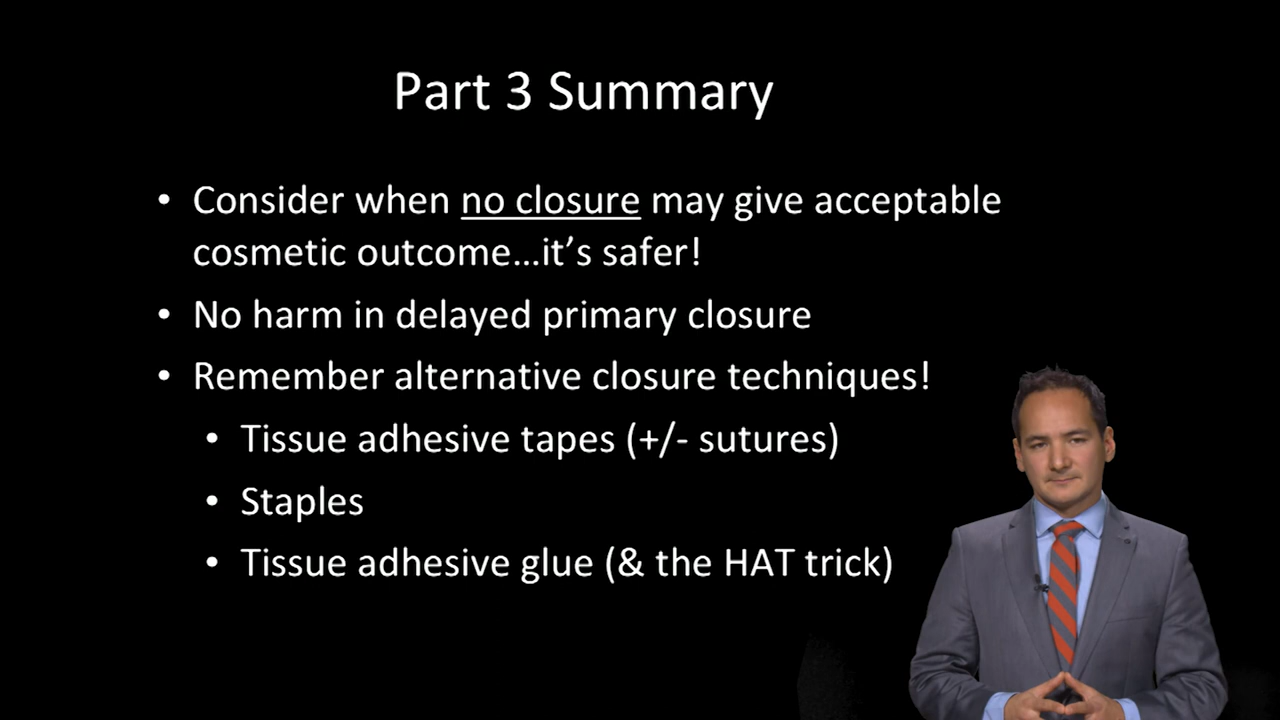 Part 3 Summary
• Consider when no closure may give acceptable
cosmetic outcome...it's safer!
• No harm in delayed primary closure
• Remember alternative closure techniques!
• Tissue adhesive tapes (+/- sutures)
• Staples
• Tissue adhesive glue (& the HAT trick)